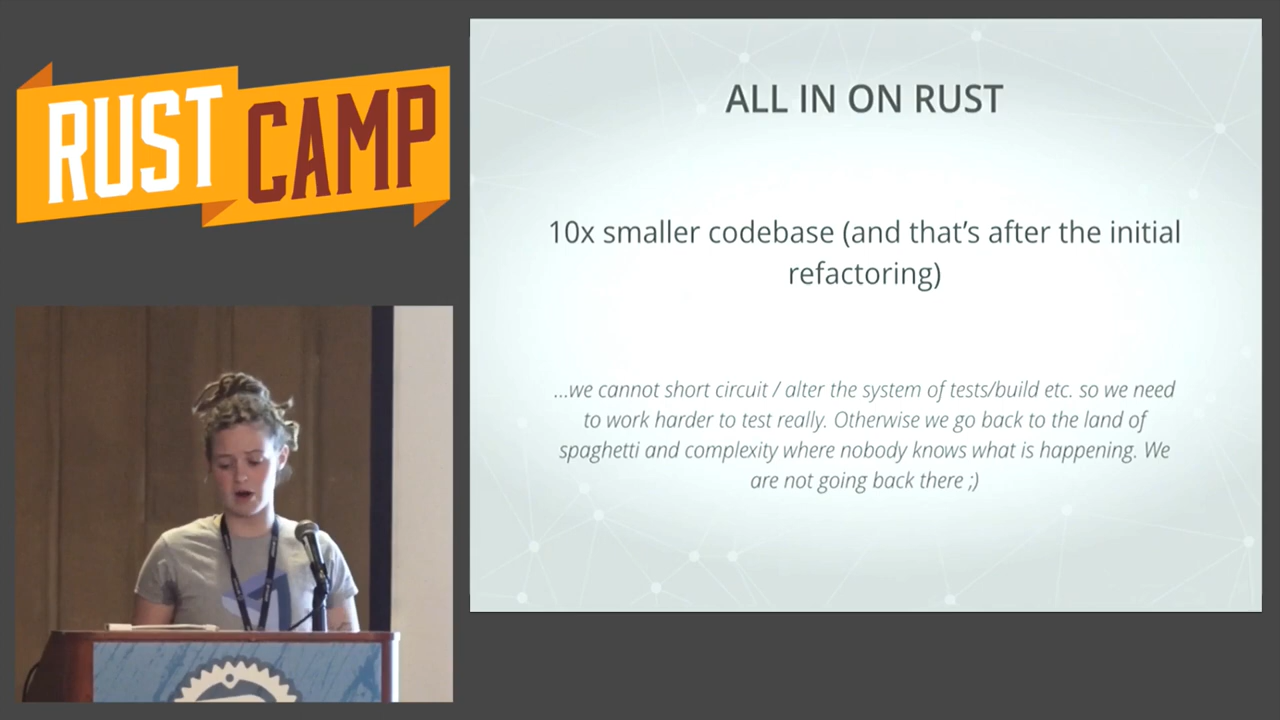 RUST CAMP
ALL IN ON RUST
10x smaller codebase (and that's after the initial
refactoring)
...we cannot short circuit / alter the system of tests/build etc. so we need
to work harder to test really. Otherwise we go back to the land of
spaghetti and complexity where nobody knows what is happening. We
are not going back there ;)